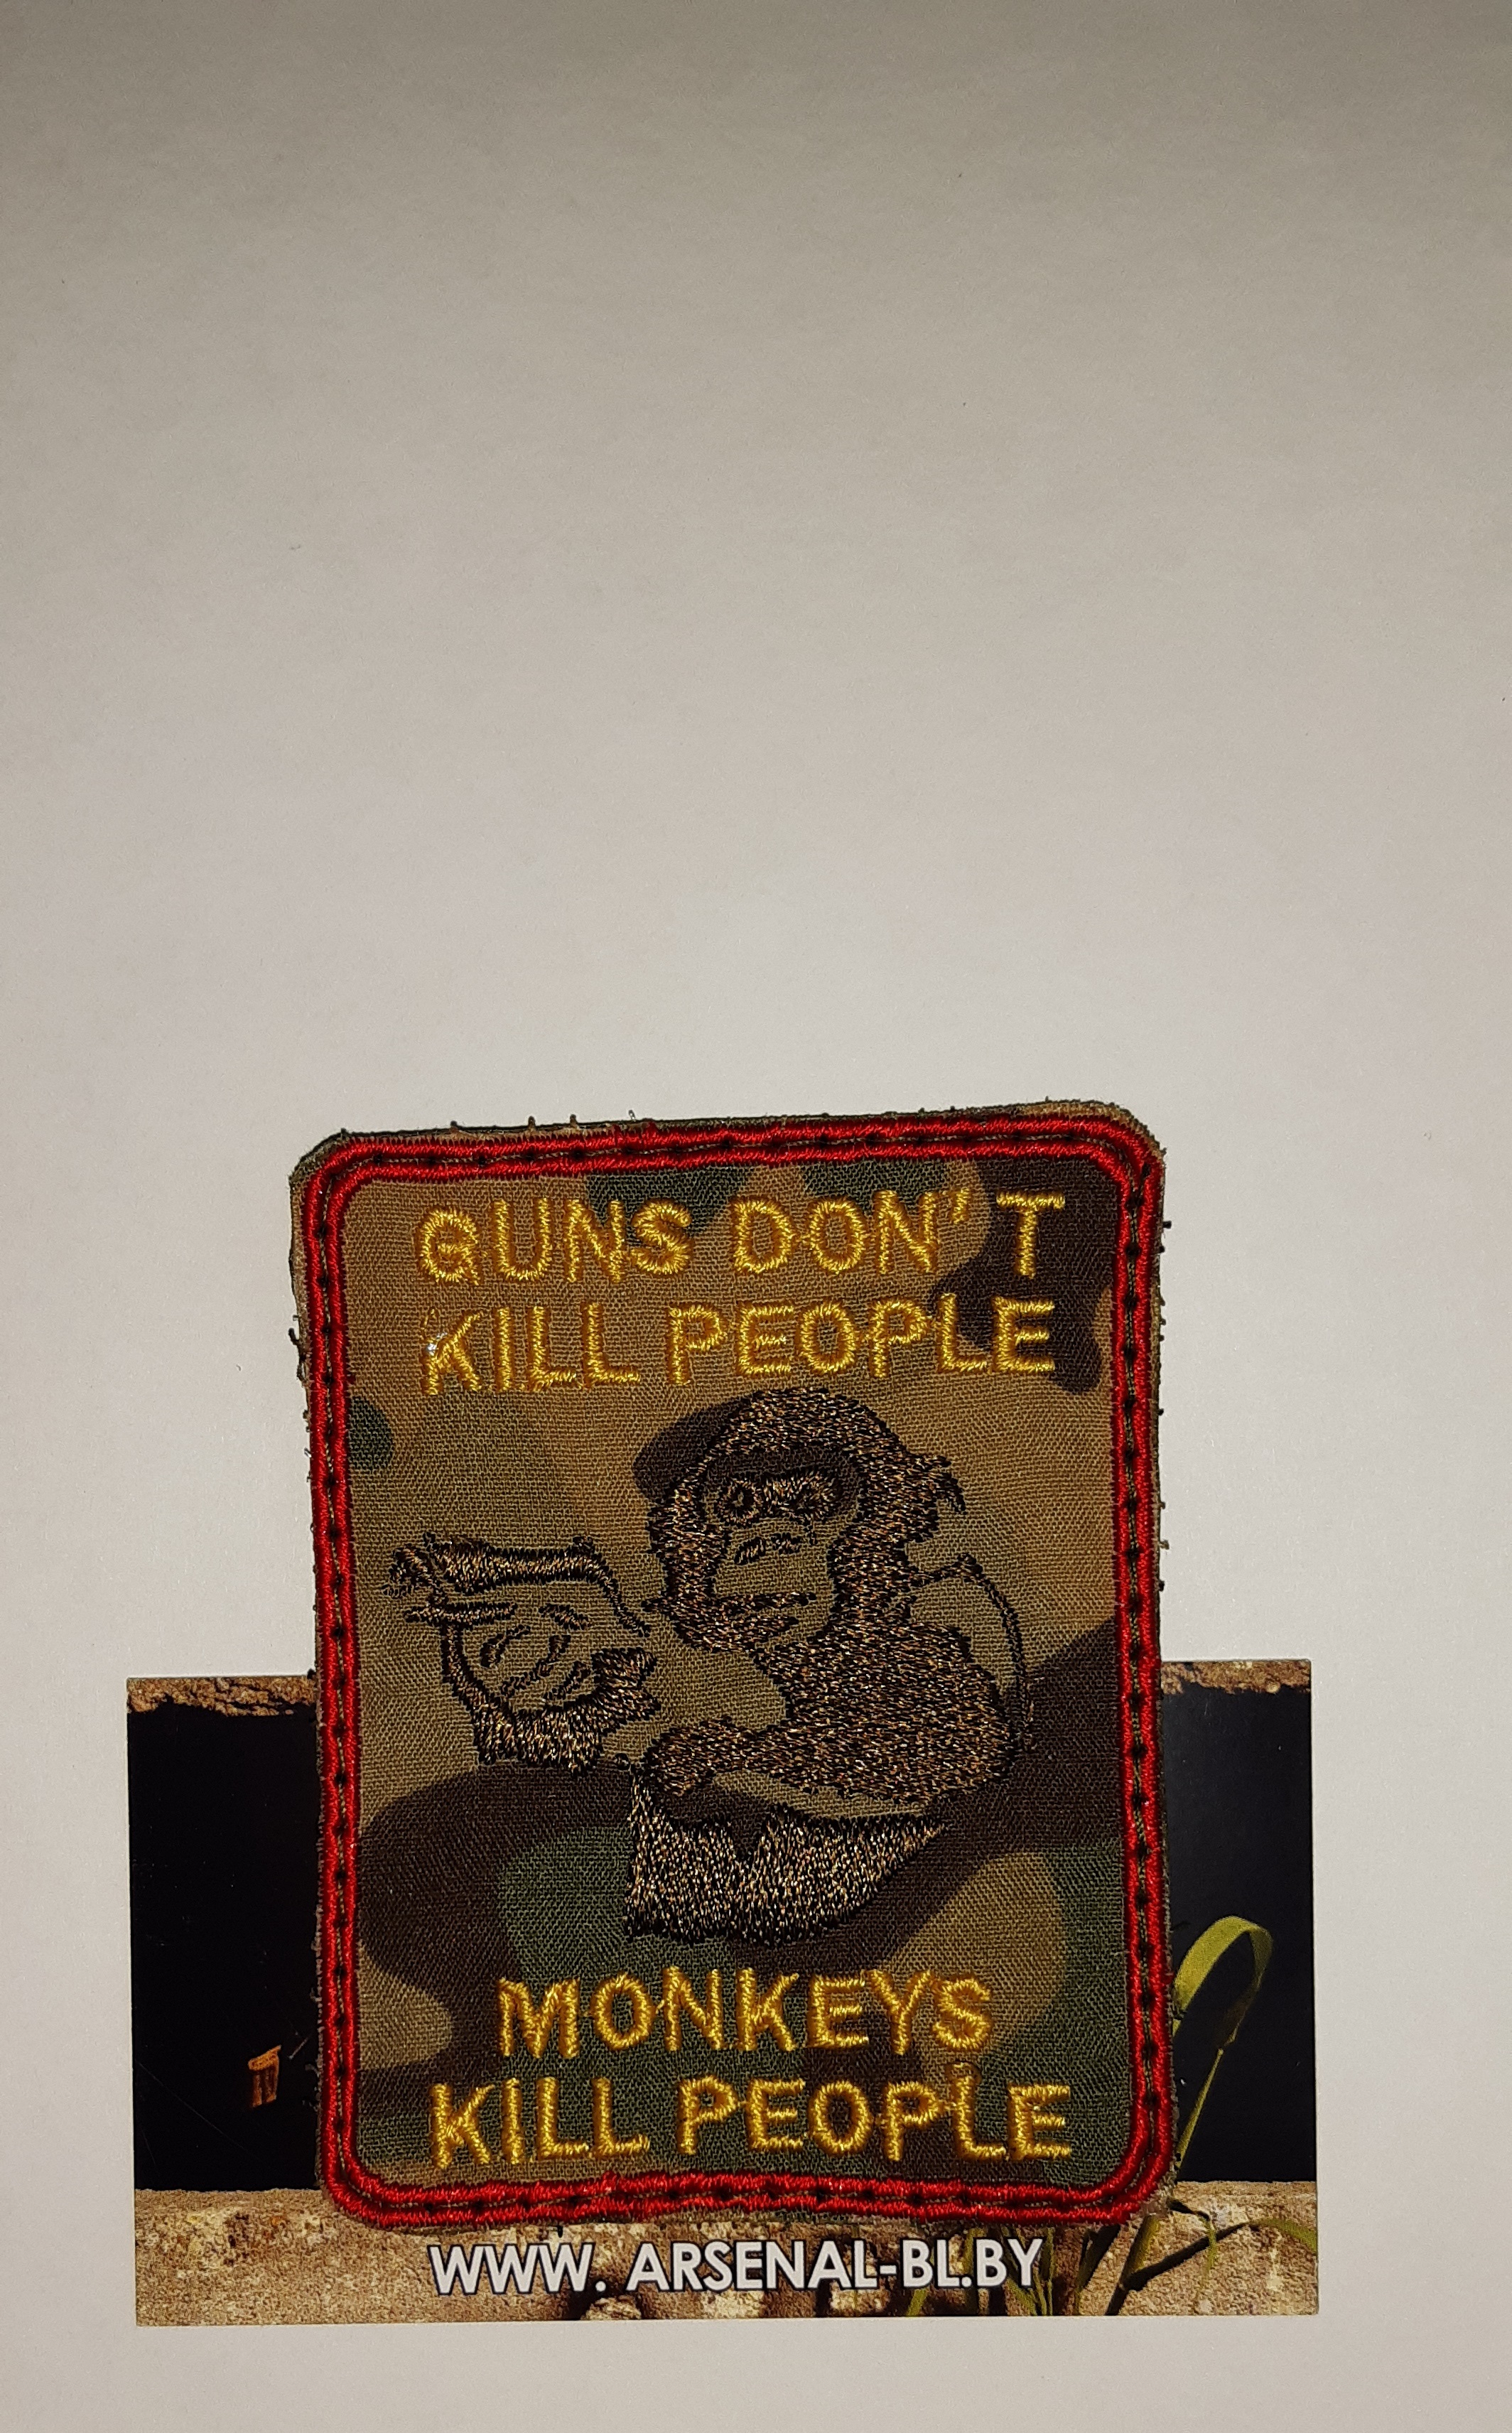 GUNS DON'T
KILL PEOPLE
MONKEYS
KILL PEOPLE
WWW. ARSENAL-BL.BY